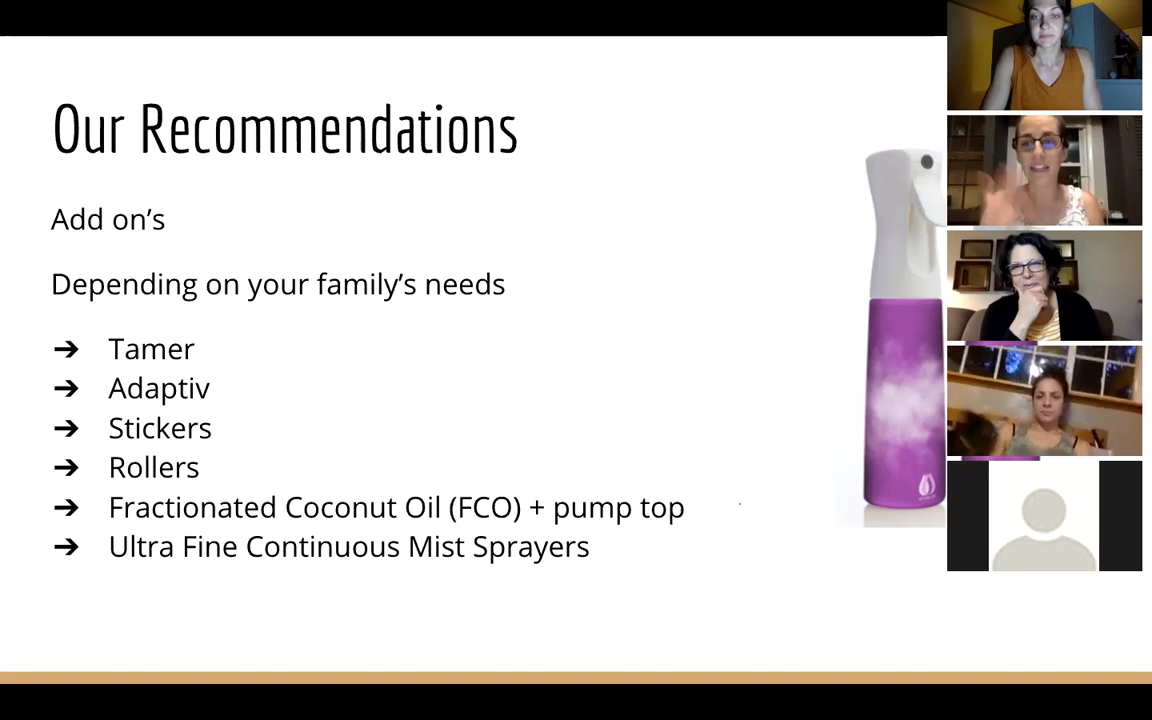 Our Recommendations
Add on’s
Depending on your family’s needs
➔ Tamer
➔ Adaptiv
➔ Stickers
➔ Rollers
➔ Fractionated Coconut Oil (FCO) + pump top
➔ Ultra Fine Continuous Mist Sprayers